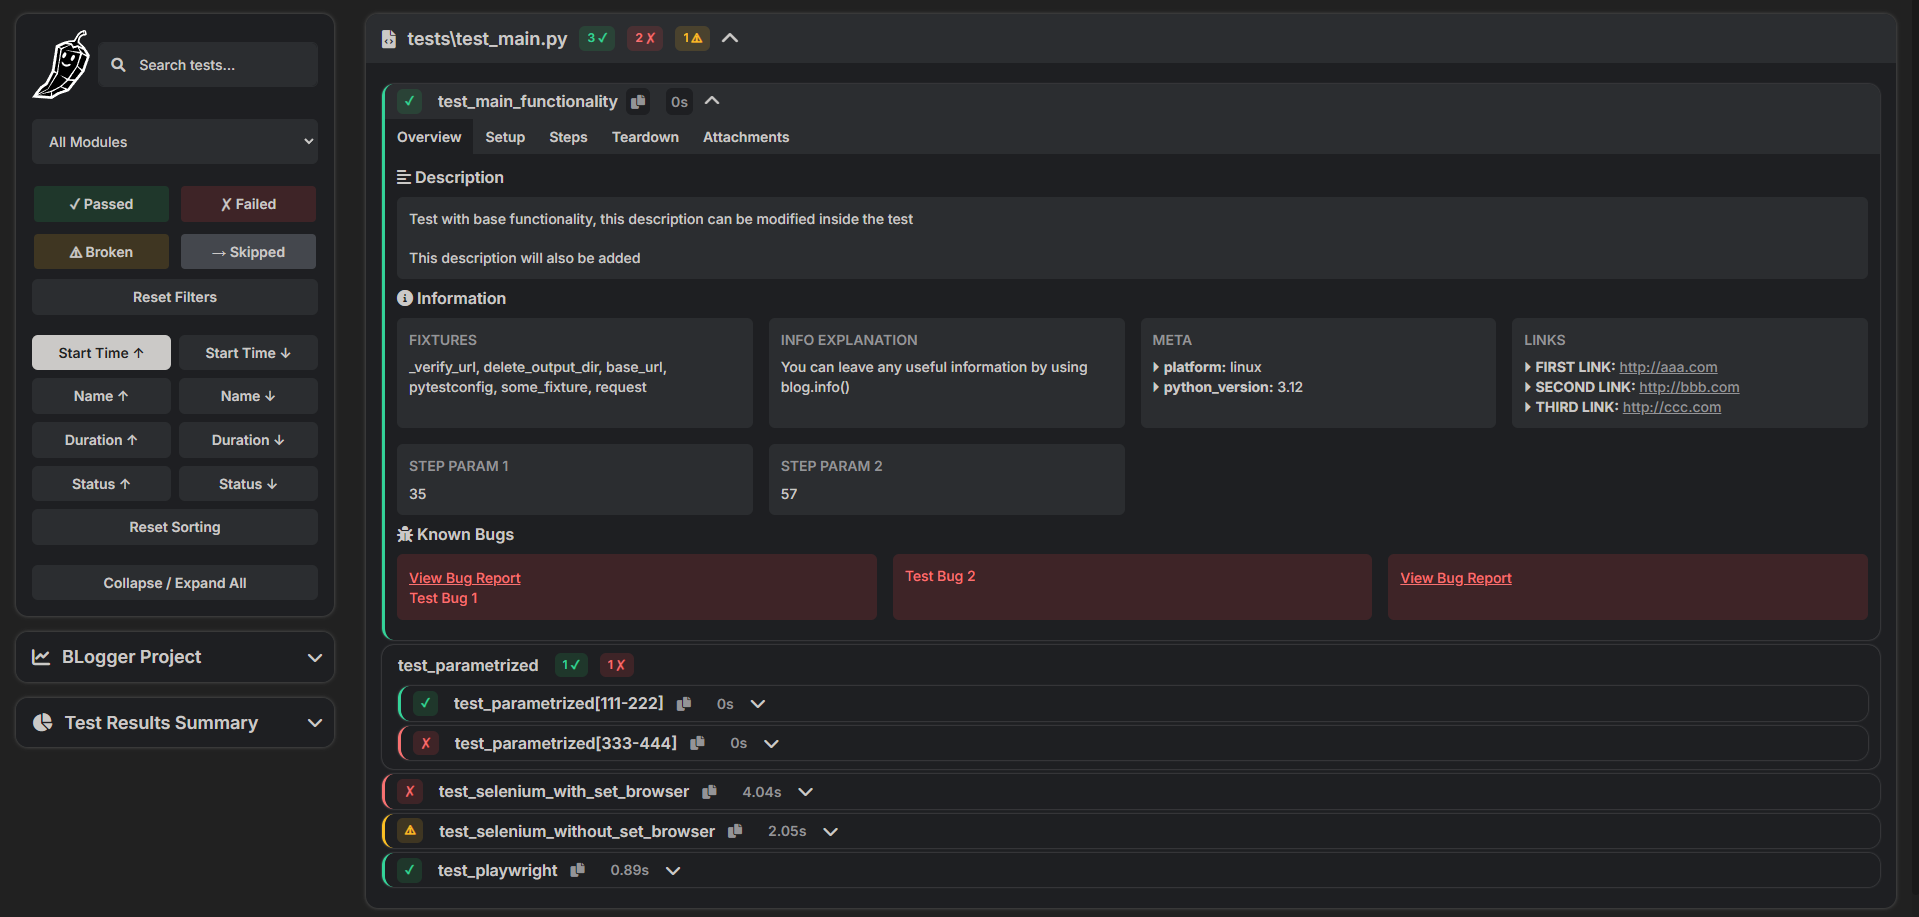 Search tests...
All Modules
✓ Passed
✗ Failed
⚠ Broken
→ Skipped
Reset Filters
Start Time ↑
Start Time ↓
Name ↑
Name ↓
Duration ↑
Duration ↓
Status ↑
Status ↓
Reset Sorting
Collapse / Expand All
BLogger Project
Test Results Summary
tests\test_main.py 3✓ 2✗ 1⚠
✓ test_main_functionality 0s
Overview Setup Steps Teardown Attachments
Description
Test with base functionality, this description can be modified inside the test
This description will also be added
Information
FIXTURES
_verify_url, delete_output_dir, base_url,
pytestconfig, some_fixture, request
INFO EXPLANATION
You can leave any useful information by using
blog.info()
META
platform: linux
python_version: 3.12
LINKS
FIRST LINK: http://aaa.com
SECOND LINK: http://bbb.com
THIRD LINK: http://ccc.com
STEP PARAM 1
35
STEP PARAM 2
57
Known Bugs
View Bug Report
Test Bug 1
Test Bug 2
View Bug Report
test_parametrized 1✓ 1✗
✓ test_parametrized[111-222] 0s
✗ test_parametrized[333-444] 0s
✗ test_selenium_with_set_browser 4.04s
⚠ test_selenium_without_set_browser 2.05s
✓ test_playwright 0.89s